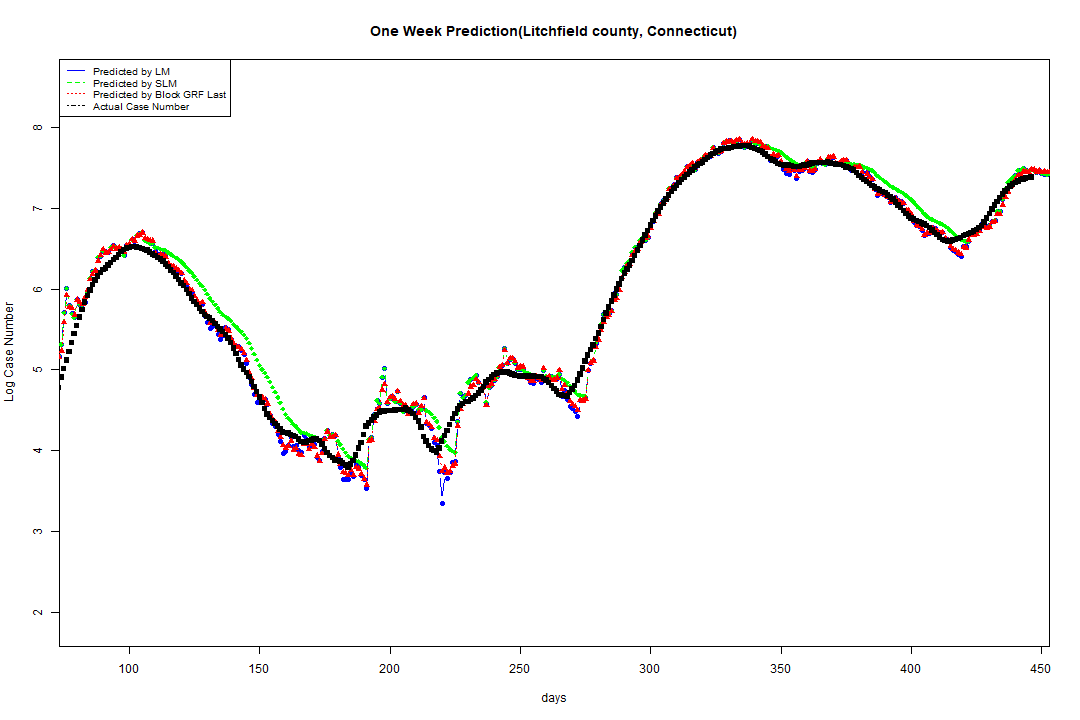 One Week Prediction(Litchfield county, Connecticut)
Predicted by LM
Predicted by SLM
Predicted by Block GRF Last
Actual Case Number
Log Case Number
8
7
6
5
4
3
2
100 150 200 250 300 350 400 450
days